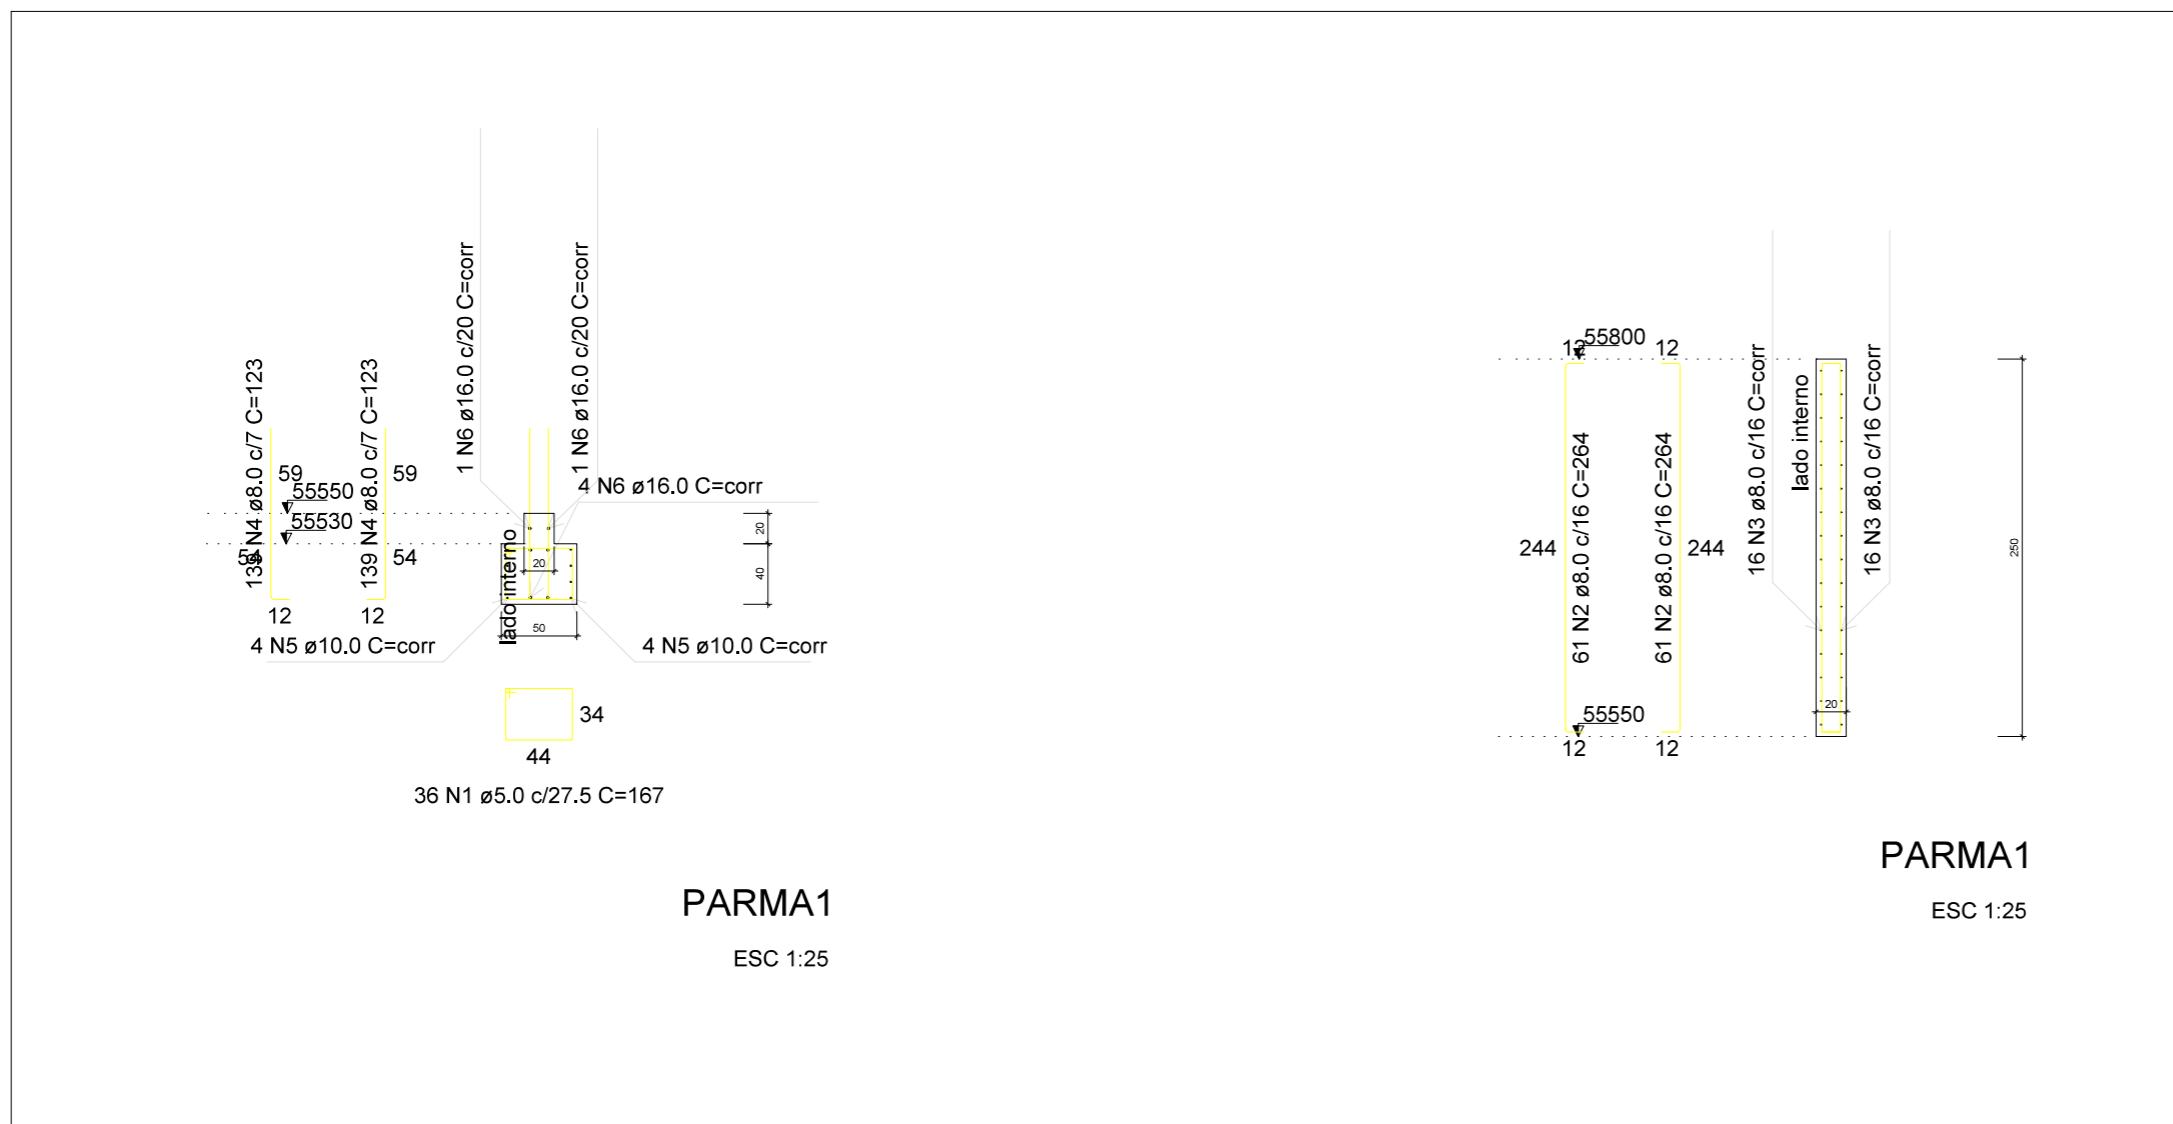 139 N4 ø8.0 c/7 C=123
59
54
12
139 N4 ø8.0 c/7 C=123
59
54
12
55550
55530
1 N6 ø16.0 c/20 C=corr
1 N6 ø16.0 c/20 C=corr
4 N6 ø16.0 C=corr
lado interno
20
50
20
40
4 N5 ø10.0 C=corr
4 N5 ø10.0 C=corr
34
44
36 N1 ø5.0 c/27.5 C=167
PARMA1
ESC 1:25
55800
12
12
244
61 N2 ø8.0 c/16 C=264
61 N2 ø8.0 c/16 C=264
244
55550
12
12
16 N3 ø8.0 c/16 C=corr
lado interno
16 N3 ø8.0 c/16 C=corr
20
250
PARMA1
ESC 1:25